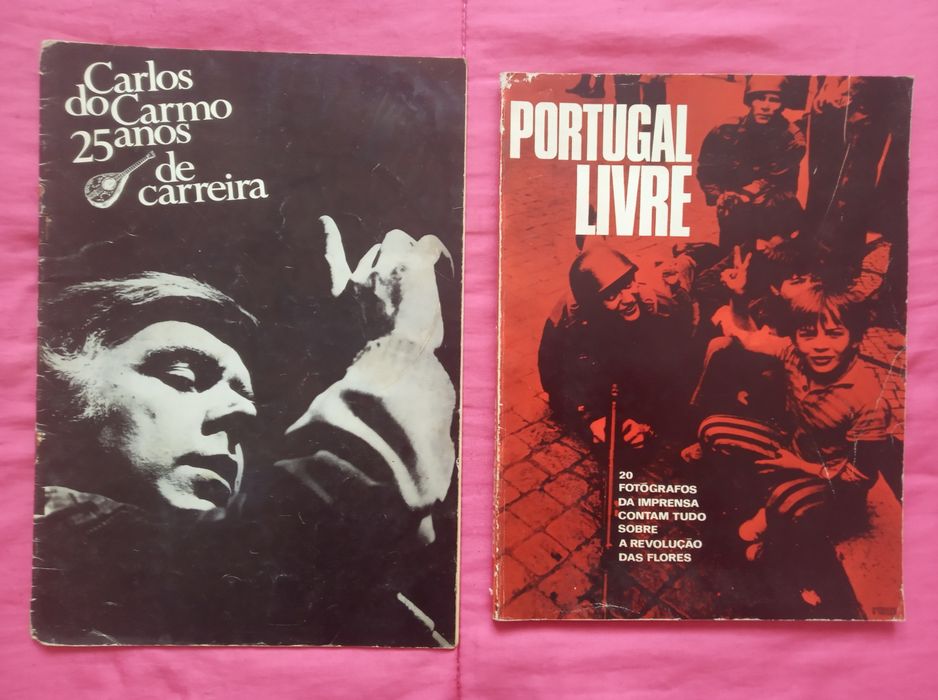 Carlos
do Carmo
25 anos
de
carreira
PORTUGAL
LIVRE
20
FOTÓGRAFOS
DA IMPRENSA
CONTAM TUDO
SOBRE
A REVOLUÇÃO
DAS FLORES